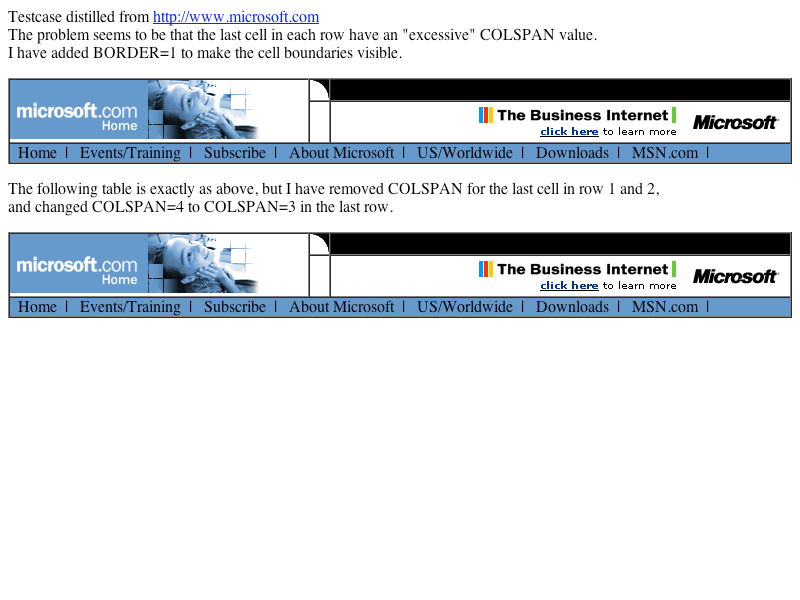 Testcase distilled from http://www.microsoft.com
The problem seems to be that the last cell in each row have an "excessive" COLSPAN value.
I have added BORDER=1 to make the cell boundaries visible.
microsoft.com
Home
The Business Internet
click here to learn more
Microsoft
Home | Events/Training | Subscribe | About Microsoft | US/Worldwide | Downloads | MSN.com |
The following table is exactly as above, but I have removed COLSPAN for the last cell in row 1 and 2,
and changed COLSPAN=4 to COLSPAN=3 in the last row.
microsoft.com
Home
The Business Internet
click here to learn more
Microsoft
Home | Events/Training | Subscribe | About Microsoft | US/Worldwide | Downloads | MSN.com |